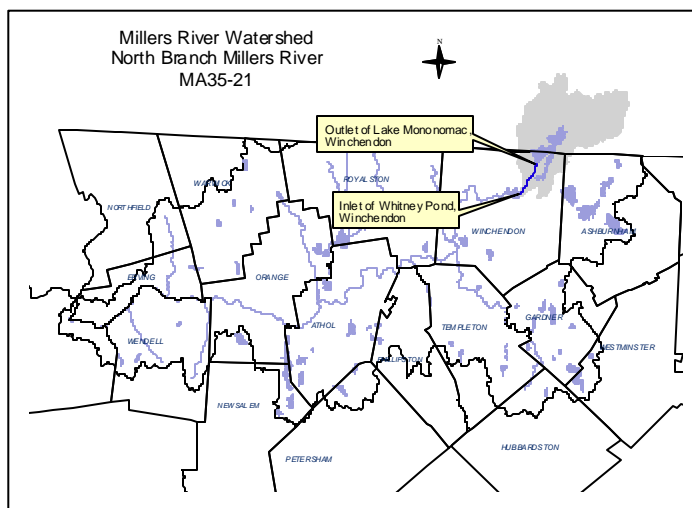 Millers River Watershed
North Branch Millers River
MA35-21
N
Outlet of Lake Mononomac,
Winchendon
Inlet of Whitney Pond,
Winchendon
WARWICK
ROYALSTON
NORTHFIELD
WINCHENDON
ASHBURNHAM
ERVING
ORANGE
ATHOL
TEMPLETON
GARDNER
WENDELL
PHILLIPSTON
WESTMINSTER
NEW SALEM
PETERSHAM
HUBBARDSTON